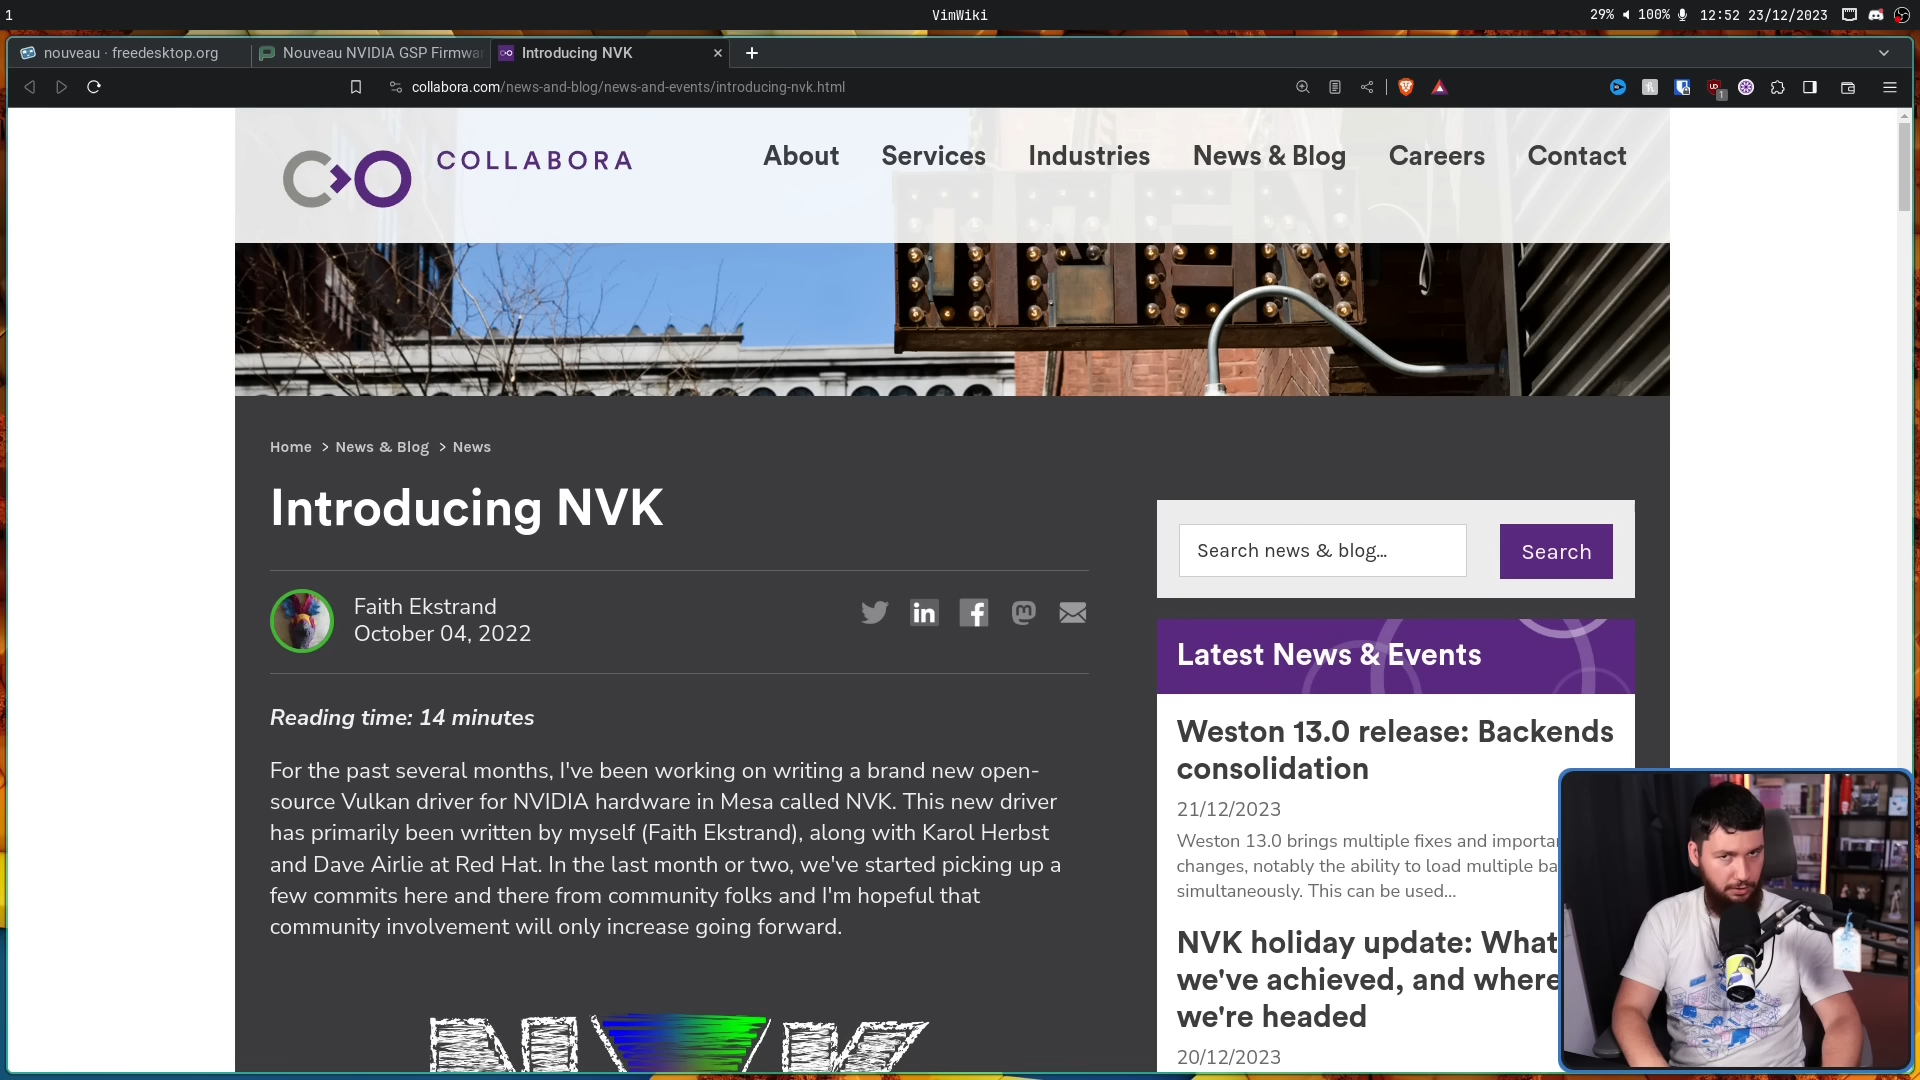 1
VimWiki
29% 100% 12:52 23/12/2023
nouveau · freedesktop.org
Nouveau NVIDIA GSP Firmwa
Introducing NVK
collabora.com/news-and-blog/news-and-events/introducing-nvk.html
1
COLLABORA
About Services Industries News & Blog Careers Contact
Home > News & Blog > News
Introducing NVK
Faith Ekstrand
October 04, 2022
Reading time: 14 minutes
For the past several months, I've been working on writing a brand new open-
source Vulkan driver for NVIDIA hardware in Mesa called NVK. This new driver
has primarily been written by myself (Faith Ekstrand), along with Karol Herbst
and Dave Airlie at Red Hat. In the last month or two, we've started picking up a
few commits here and there from community folks and I'm hopeful that
community involvement will only increase going forward.
NVK
Search news & blog...
Search
Latest News & Events
Weston 13.0 release: Backends
consolidation
21/12/2023
Weston 13.0 brings multiple fixes and importan
changes, notably the ability to load multiple ba
simultaneously. This can be used...
NVK holiday update: What
we've achieved, and where
we're headed
20/12/2023